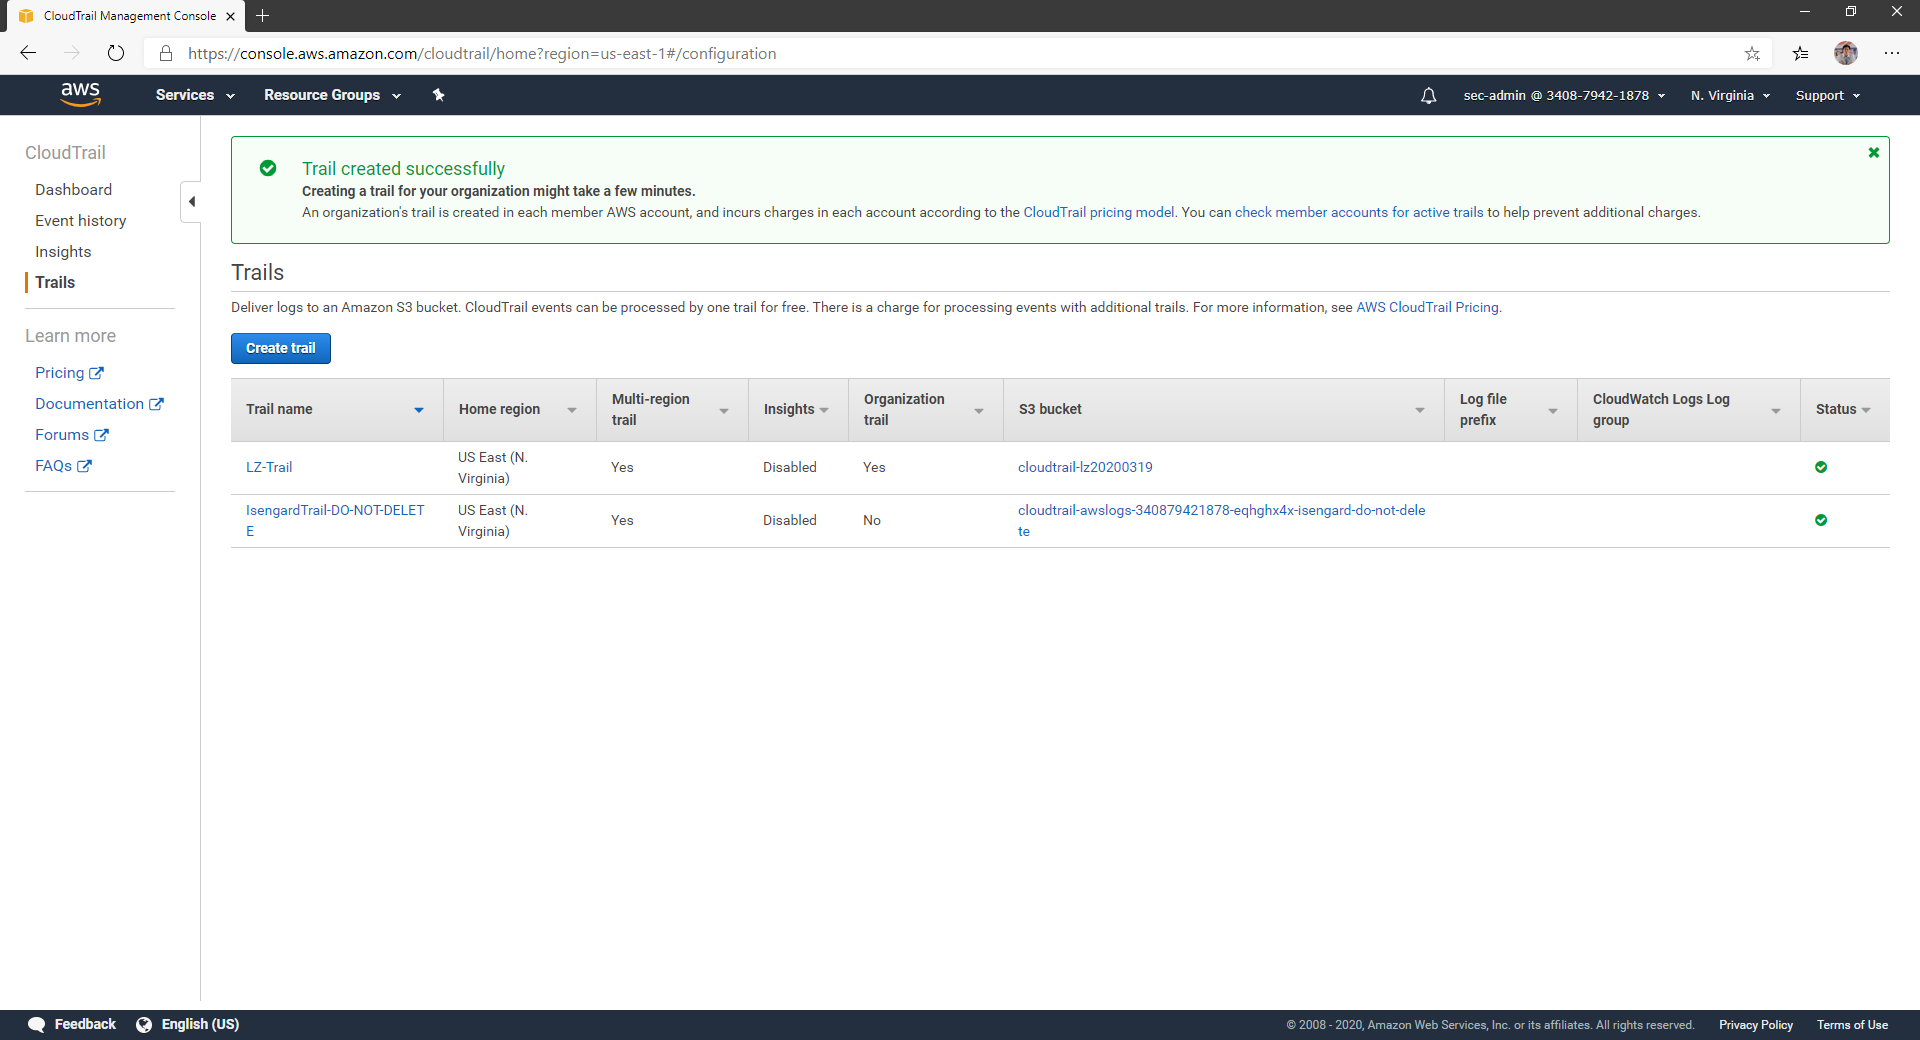 CloudTrail Management Console
https://console.aws.amazon.com/cloudtrail/home?region=us-east-1#/configuration
aws Services Resource Groups sec-admin @ 3408-7942-1878 N. Virginia Support
CloudTrail
Dashboard
Event history
Insights
Trails
Learn more
Pricing
Documentation
Forums
FAQs
Trail created successfully
Creating a trail for your organization might take a few minutes.
An organization's trail is created in each member AWS account, and incurs charges in each account according to the CloudTrail pricing model. You can check member accounts for active trails to help prevent additional charges.
Trails
Deliver logs to an Amazon S3 bucket. CloudTrail events can be processed by one trail for free. There is a charge for processing events with additional trails. For more information, see AWS CloudTrail Pricing.
Create trail
Trail name
Home region
Multi-region
trail
Insights
Organization
trail
S3 bucket
Log file
prefix
CloudWatch Logs Log
group
Status
LZ-Trail
US East (N.
Virginia)
Yes
Disabled
Yes
cloudtrail-lz20200319
IsengardTrail-DO-NOT-DELET
E
US East (N.
Virginia)
Yes
Disabled
No
cloudtrail-awslogs-340879421878-eqhghx4x-isengard-do-not-dele
te
Feedback English (US) © 2008 - 2020, Amazon Web Services, Inc. or its affiliates. All rights reserved. Privacy Policy Terms of Use